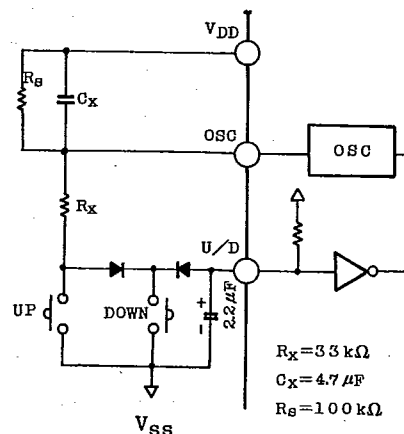 VDD
RS
CX
OSC
OSC
RX
U/D
UP
DOWN
+
-
2.2μF
VSS
RX=33kΩ
CX=4.7μF
RS=100kΩ